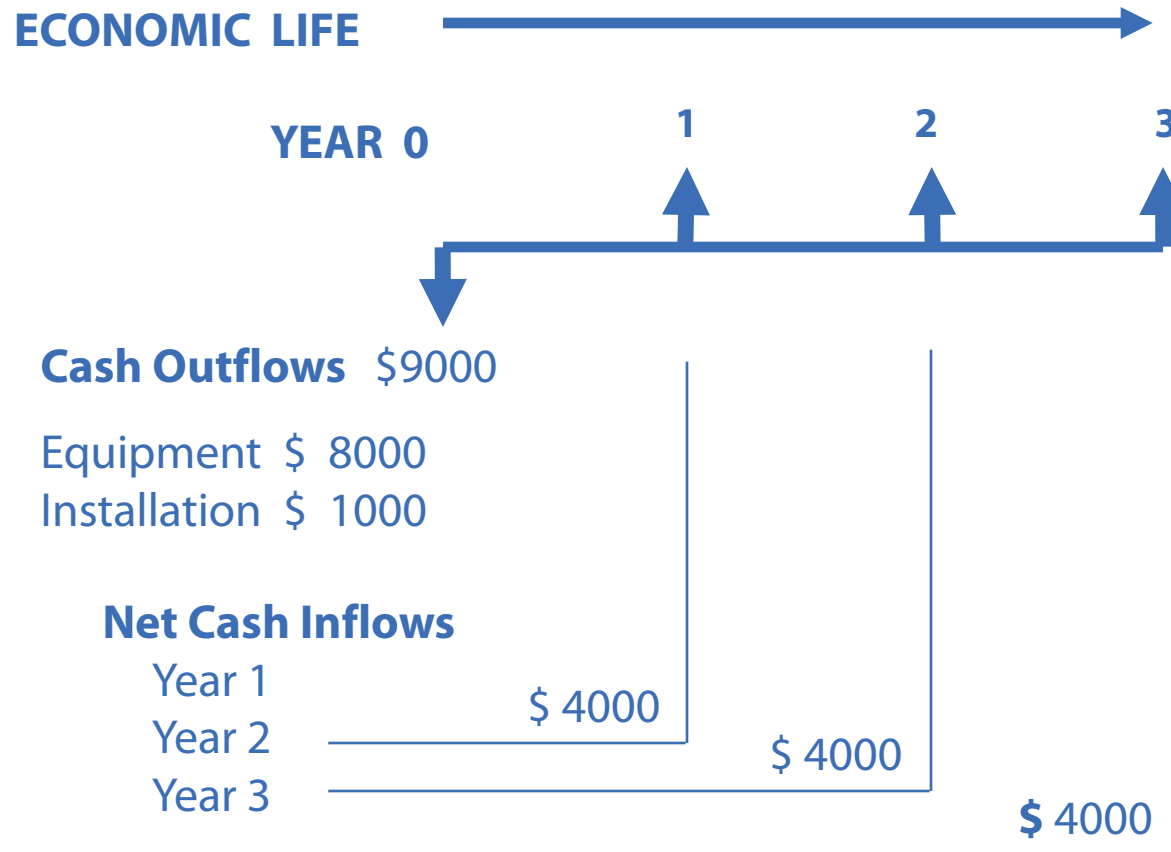 ECONOMIC LIFE
YEAR 0 1 2 3
Cash Outflows $9000
Equipment $ 8000
Installation $ 1000
Net Cash Inflows
Year 1
$ 4000
Year 2
$ 4000
Year 3
$ 4000